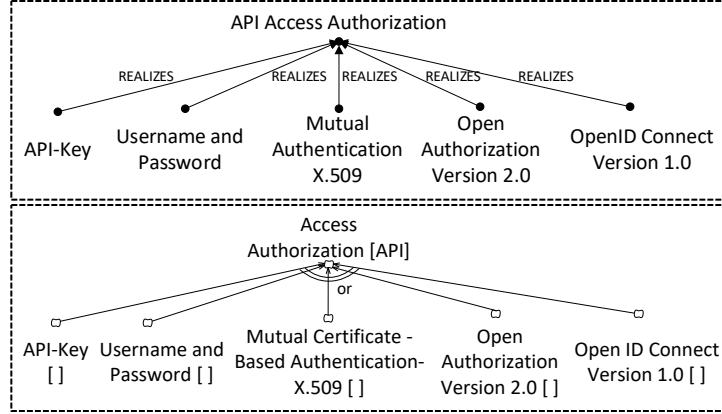 API Access Authorization
REALIZES REALIZES REALIZES REALIZES REALIZES
API-Key
Username and
Password
Mutual
Authentication
X.509
Open
Authorization
Version 2.0
OpenID Connect
Version 1.0
Access
Authorization [API]
or
API-Key
[ ]
Username and
Password [ ]
Mutual Certificate -
Based Authentication-
X.509 [ ]
Open
Authorization
Version 2.0 [ ]
Open ID Connect
Version 1.0 [ ]